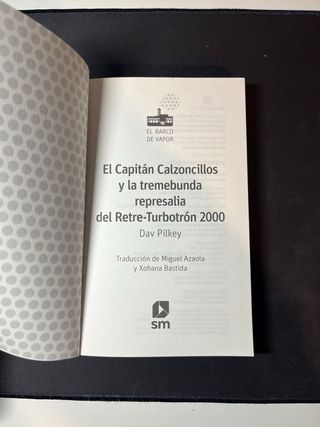 EL BARCO
DE VAPOR
El Capitán Calzoncillos
y la tremebunda
represalia
del Retre-Turbotrón 2000
Dav Pilkey
Traducción de Miguel Azaola
y Xohana Bastida
sm